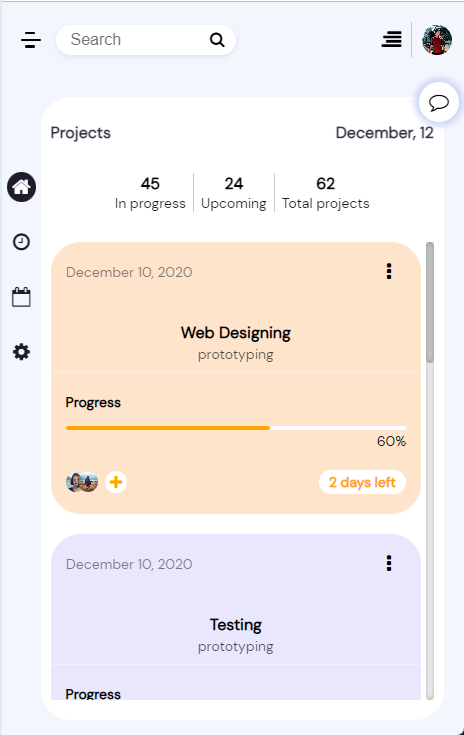 Search
Projects
December, 12
45
In progress
24
Upcoming
62
Total projects
December 10, 2020
Web Designing
prototyping
Progress
60%
2 days left
December 10, 2020
Testing
prototyping
Progress